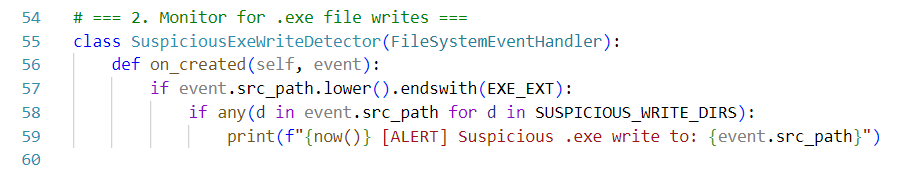 54 # === 2. Monitor for .exe file writes ===
55 class SuspiciousExeWriteDetector(FileSystemEventHandler):
56     def on_created(self, event):
57         if event.src_path.lower().endswith(EXE_EXT):
58             if any(d in event.src_path for d in SUSPICIOUS_WRITE_DIRS):
59                 print(f"{now()} [ALERT] Suspicious .exe write to: {event.src_path}")
60